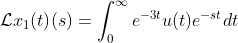 \mathcal{L}x_1(t)(s) = \int_0^\infty e^{-3t}u(t)e^{-st}dt